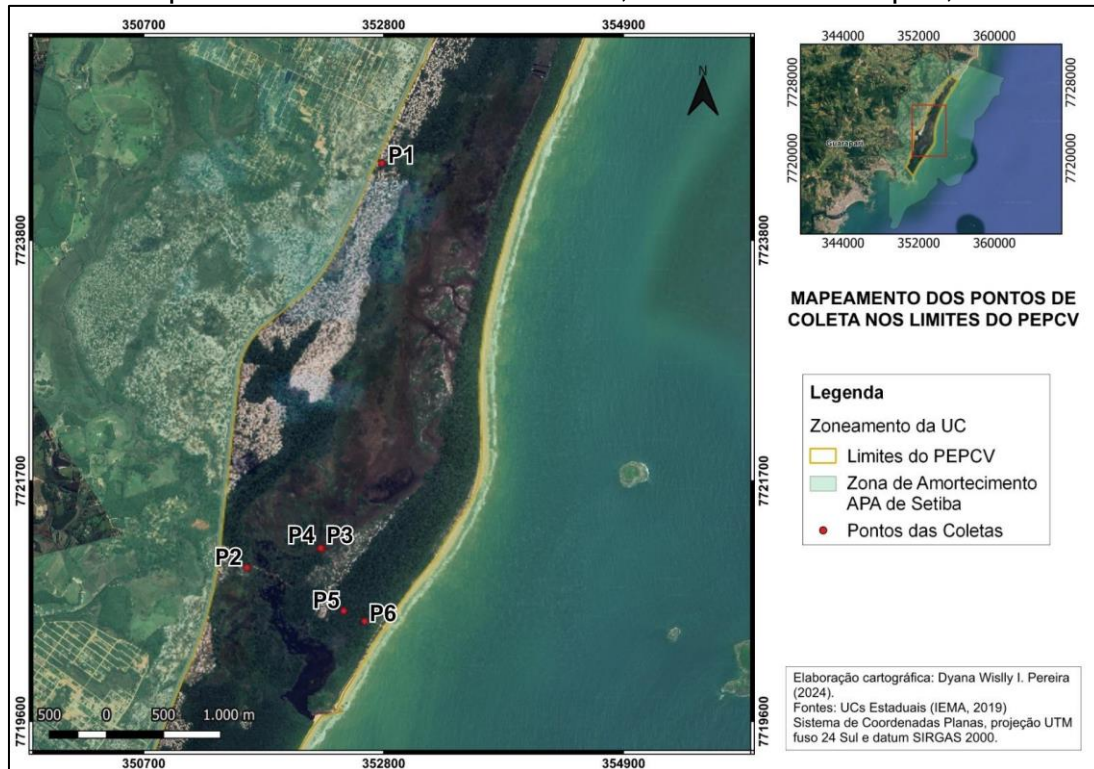 350700 352800 354900
N
7723800 7723800
7721700 7721700
7719600 7719600
P1
P4 P3
P2
P5
P6
500 0 500 1.000 m
350700 352800 354900
344000 352000 360000
7728000 7728000
7720000 7720000
Guarapari
344000 352000 360000
MAPEAMENTO DOS PONTOS DE
COLETA NOS LIMITES DO PEPCV
Legenda
Zoneamento da UC
Limites do PEPCV
Zona de Amortecimento
APA de Setiba
Pontos das Coletas
Elaboração cartográfica: Dyana Wislly I. Pereira
(2024).
Fontes: UCs Estaduais (IEMA, 2019)
Sistema de Coordenadas Planas, projeção UTM
fuso 24 Sul e datum SIRGAS 2000.